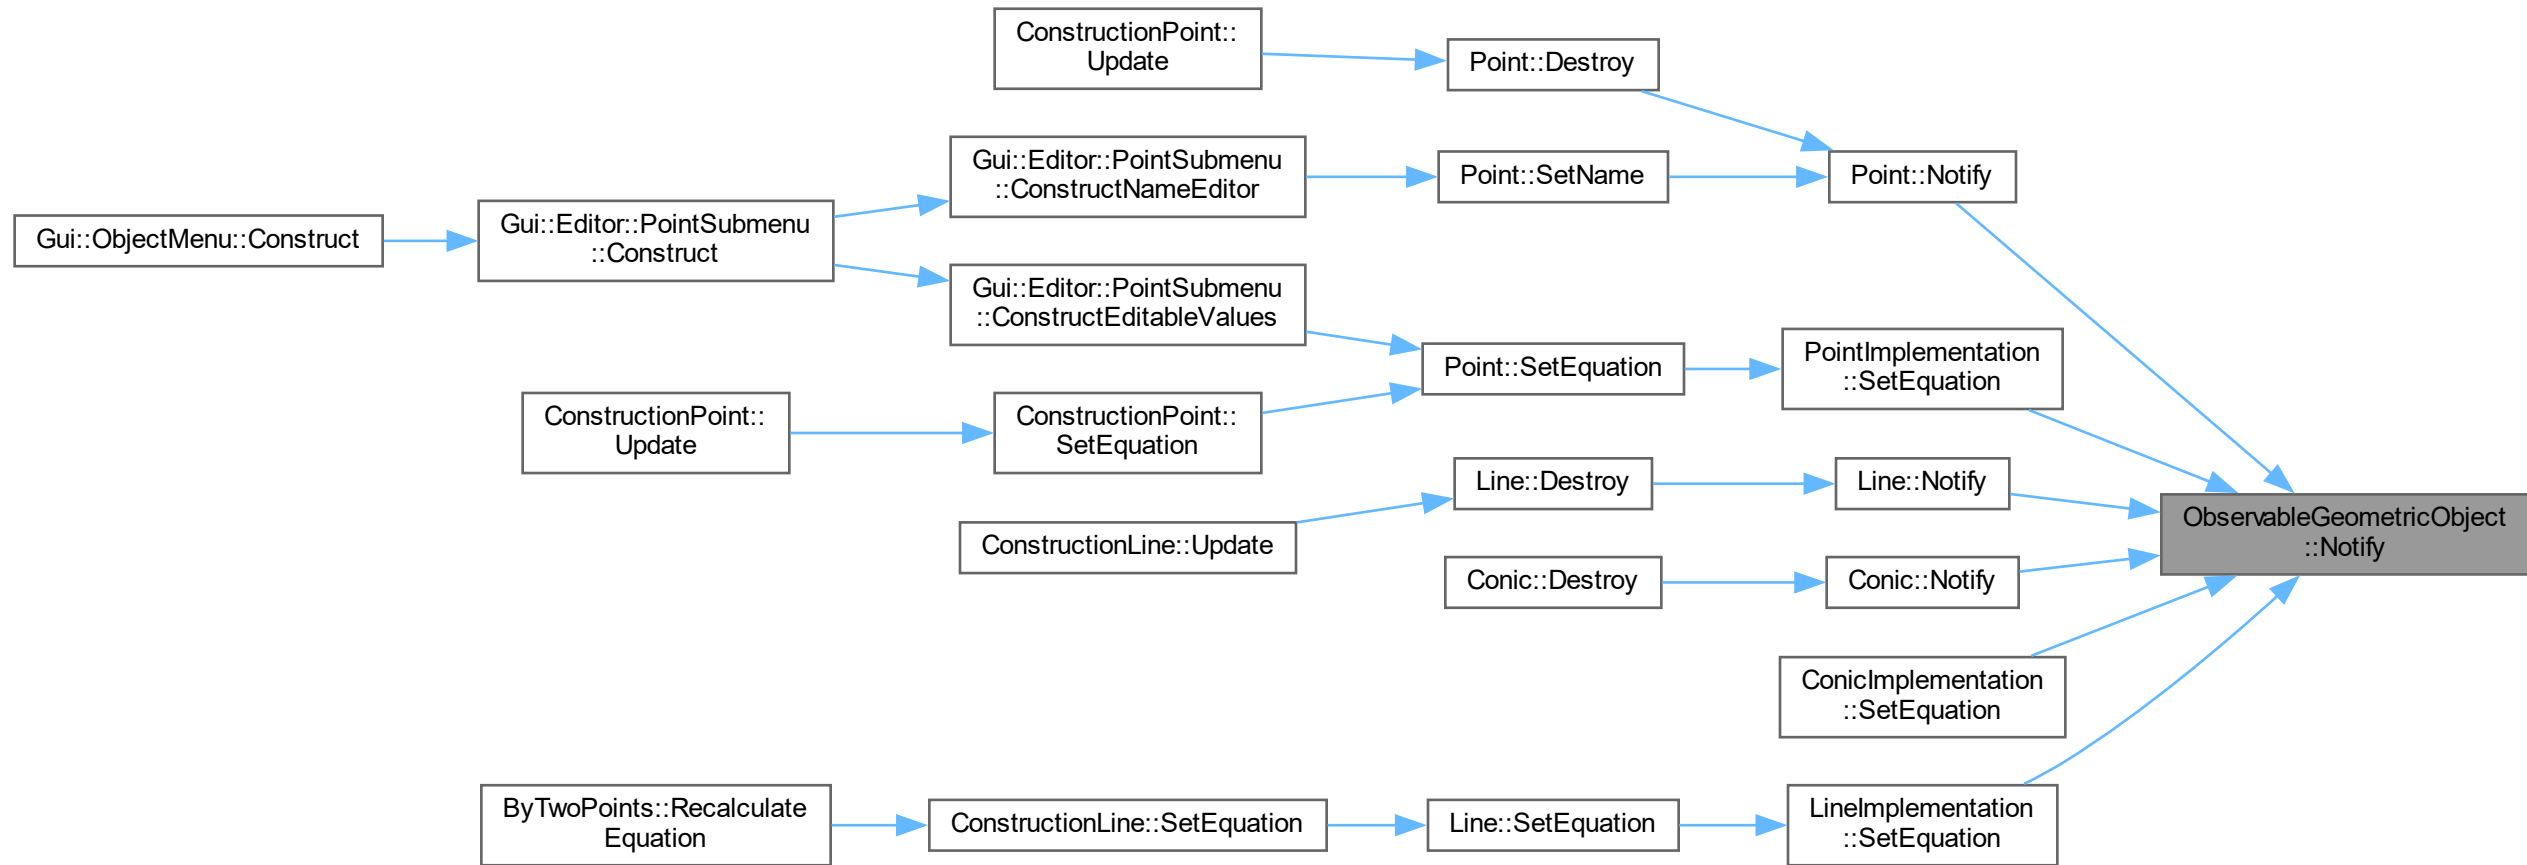 ConstructionPoint::
Update
Point::Destroy
Gui::Editor::PointSubmenu
::ConstructNameEditor
Point::SetName
Point::Notify
Gui::ObjectMenu::Construct
Gui::Editor::PointSubmenu
::Construct
Gui::Editor::PointSubmenu
::ConstructEditableValues
Point::SetEquation
PointImplementation
::SetEquation
ConstructionPoint::
Update
ConstructionPoint::
SetEquation
Line::Destroy
Line::Notify
ConstructionLine::Update
ObservableGeometricObject
::Notify
Conic::Destroy
Conic::Notify
ConicImplementation
::SetEquation
ByTwoPoints::Recalculate
Equation
ConstructionLine::SetEquation
Line::SetEquation
LineImplementation
::SetEquation